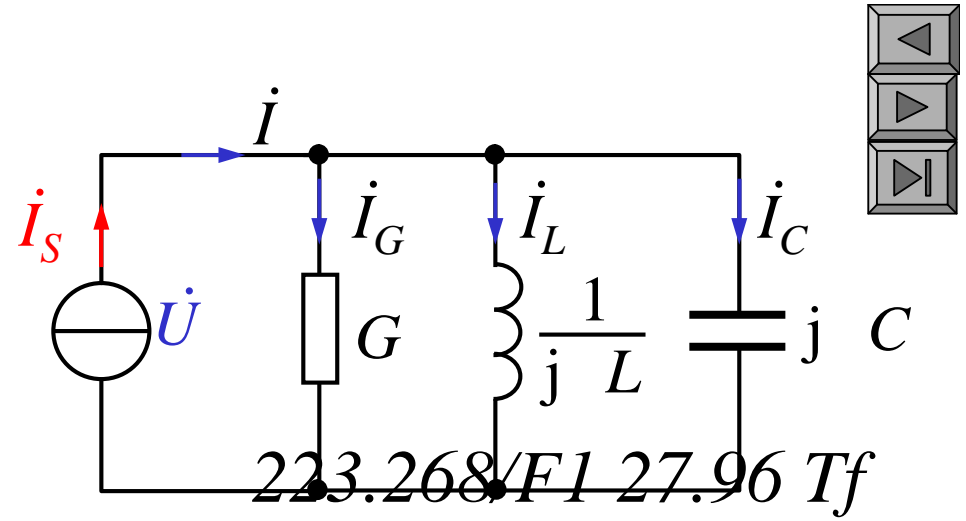 İ
İ_S
İ_G
İ_L
İ_C
U̇
G
1
j L
j C
223.268/F1 27.96 Tf